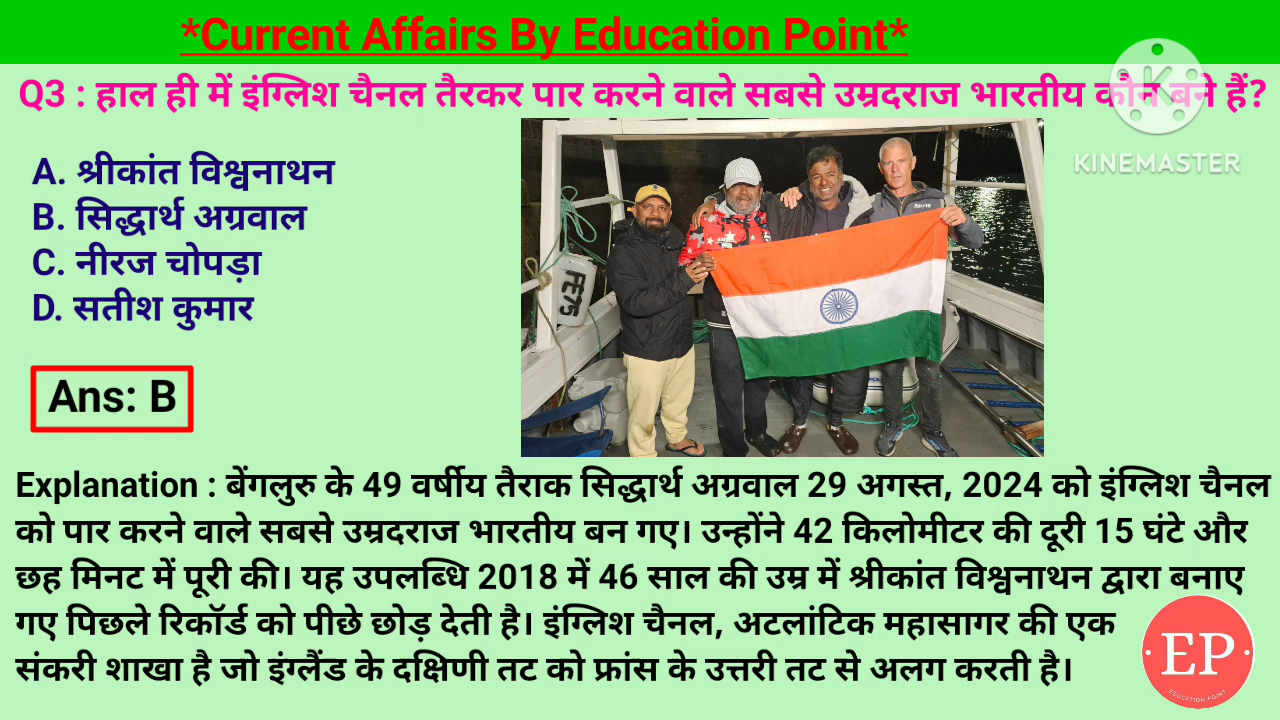 *Current Affairs By Education Point*
Q3 : हाल ही में इंग्लिश चैनल तैरकर पार करने वाले सबसे उम्रदराज भारतीय कौन बने हैं?
KINEMASTER
A. श्रीकांत विश्वनाथन
B. सिद्धार्थ अग्रवाल
C. नीरज चोपड़ा
D. सतीश कुमार
FE75
Ans: B
Explanation : बेंगलुरु के 49 वर्षीय तैराक सिद्धार्थ अग्रवाल 29 अगस्त, 2024 को इंग्लिश चैनल
को पार करने वाले सबसे उम्रदराज भारतीय बन गए। उन्होंने 42 किलोमीटर की दूरी 15 घंटे और
छह मिनट में पूरी की। यह उपलब्धि 2018 में 46 साल की उम्र में श्रीकांत विश्वनाथन द्वारा बनाए
गए पिछले रिकॉर्ड को पीछे छोड़ देती है। इंग्लिश चैनल, अटलांटिक महासागर की एक
संकरी शाखा है जो इंग्लैंड के दक्षिणी तट को फ्रांस के उत्तरी तट से अलग करती है।
EP
EDUCATION POINT